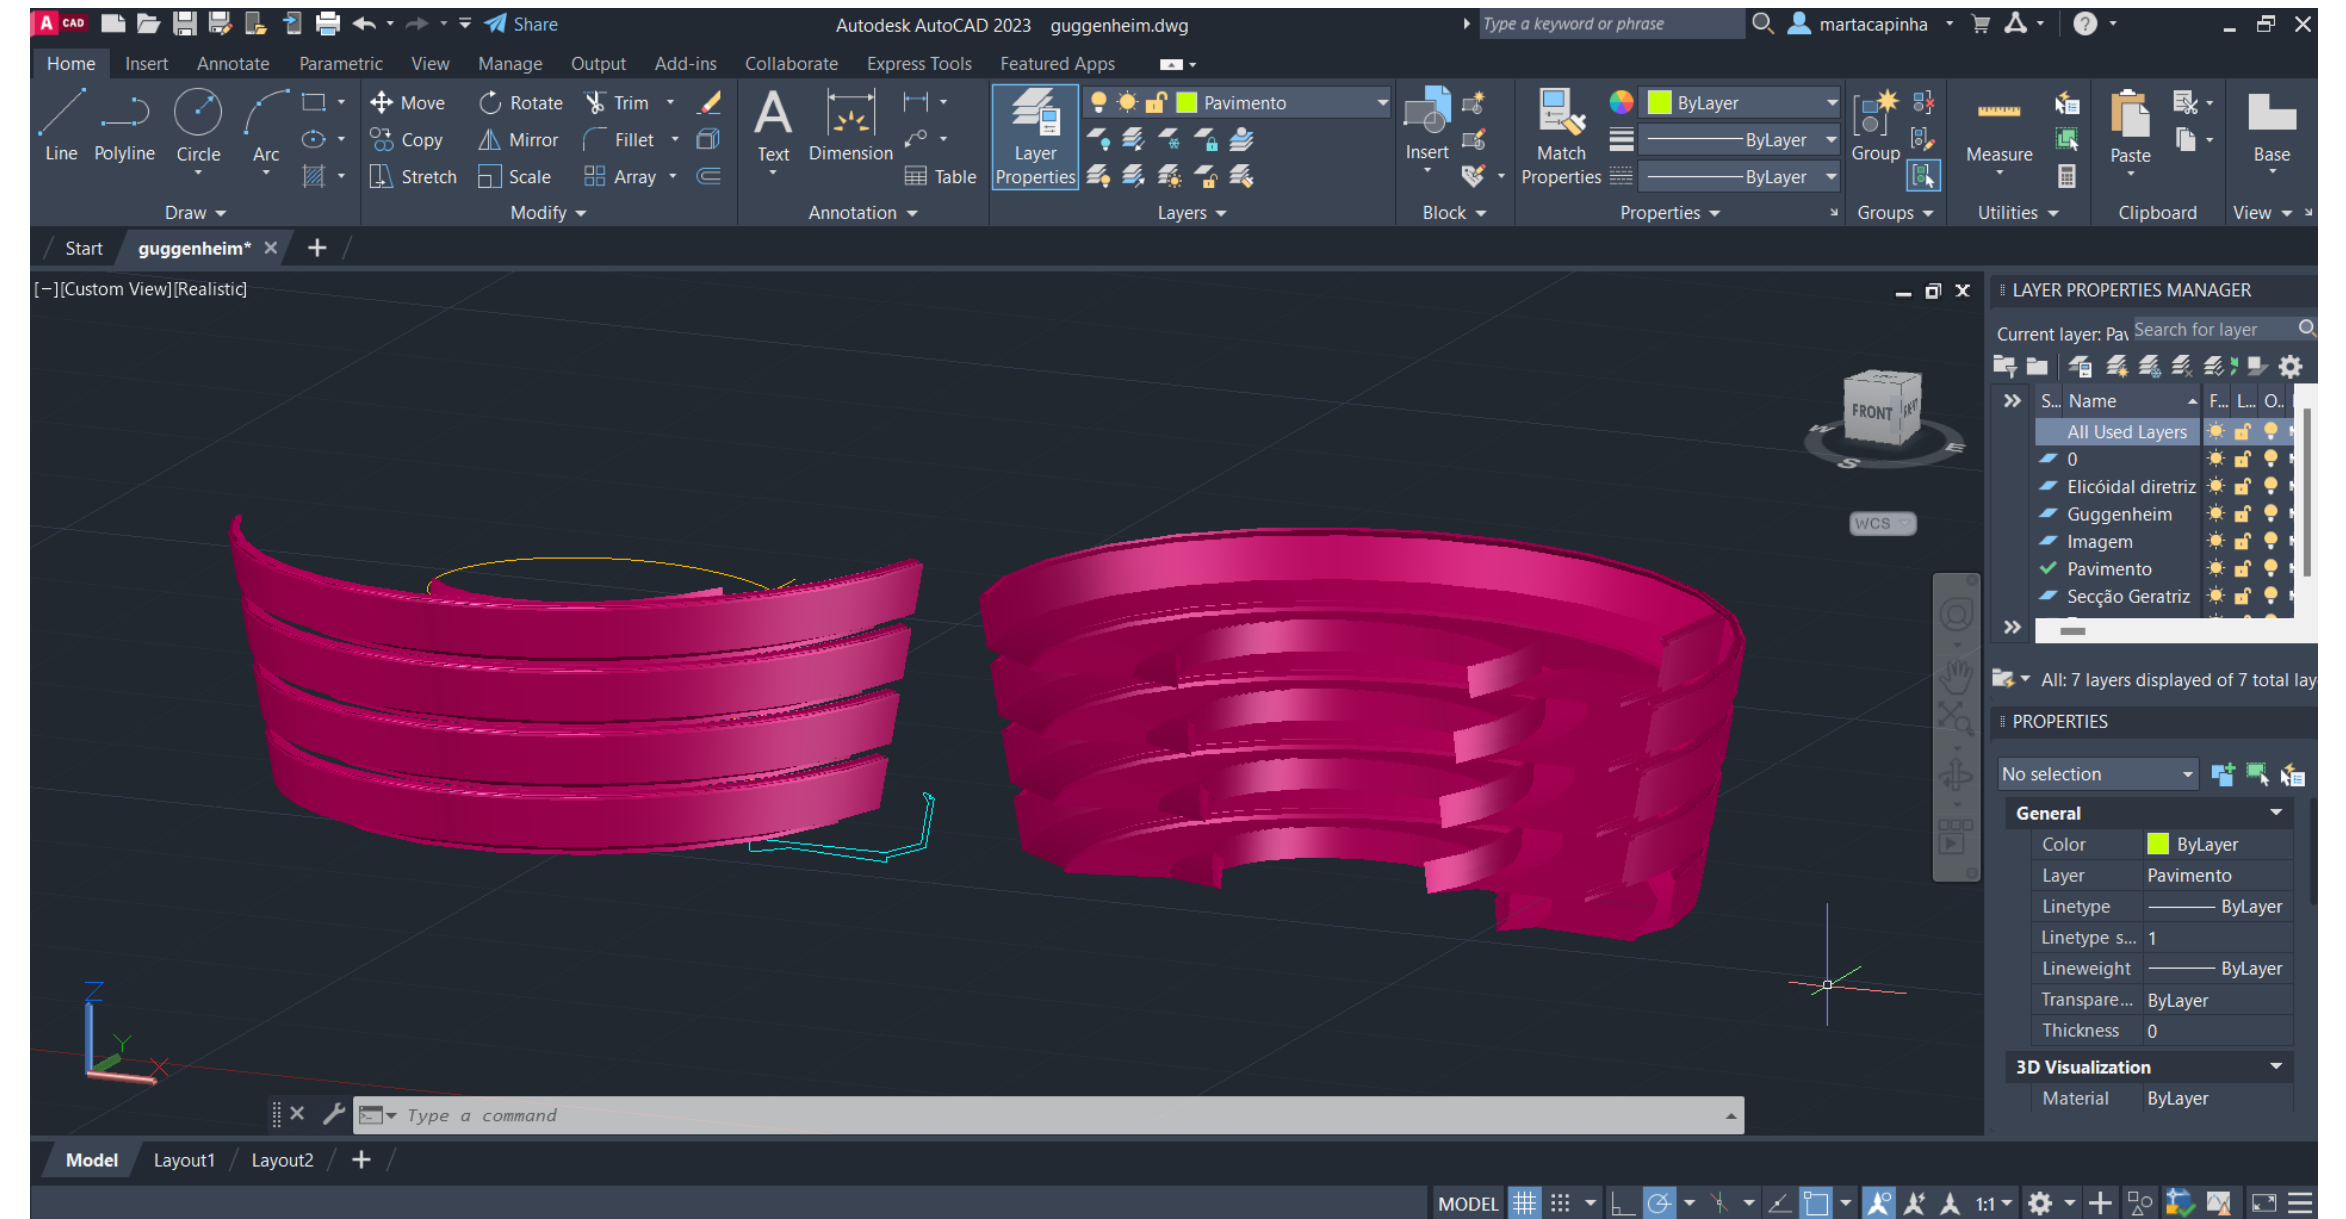 A CAD Share Autodesk AutoCAD 2023 guggenheim.dwg Type a keyword or phrase martacapinha
Home Insert Annotate Parametric View Manage Output Add-ins Collaborate Express Tools Featured Apps
Line Polyline Circle Arc
Move Rotate Trim
Copy Mirror Fillet
Stretch Scale Array
Text Dimension Table
Layer Properties
Pavimento
Insert
Match Properties
ByLayer
ByLayer
ByLayer
Group Measure Paste Base
Draw Modify Annotation Layers Block Properties Groups Utilities Clipboard View
Start guggenheim* +
[−][Custom View][Realistic]
FRONT
W S E
WCS
LAYER PROPERTIES MANAGER
Current layer: Pav Search for layer
S... Name F... L... O..
All Used Layers
0
Elicóidal diretriz
Guggenheim
Imagem
Pavimento
Secção Geratriz
All: 7 layers displayed of 7 total lay
PROPERTIES
No selection
General
Color ByLayer
Layer Pavimento
Linetype ByLayer
Linetype s... 1
Lineweight ByLayer
Transpare... ByLayer
Thickness 0
3D Visualization
Material ByLayer
Z
Y
X
Type a command
Model Layout1 Layout2 +
MODEL 1:1